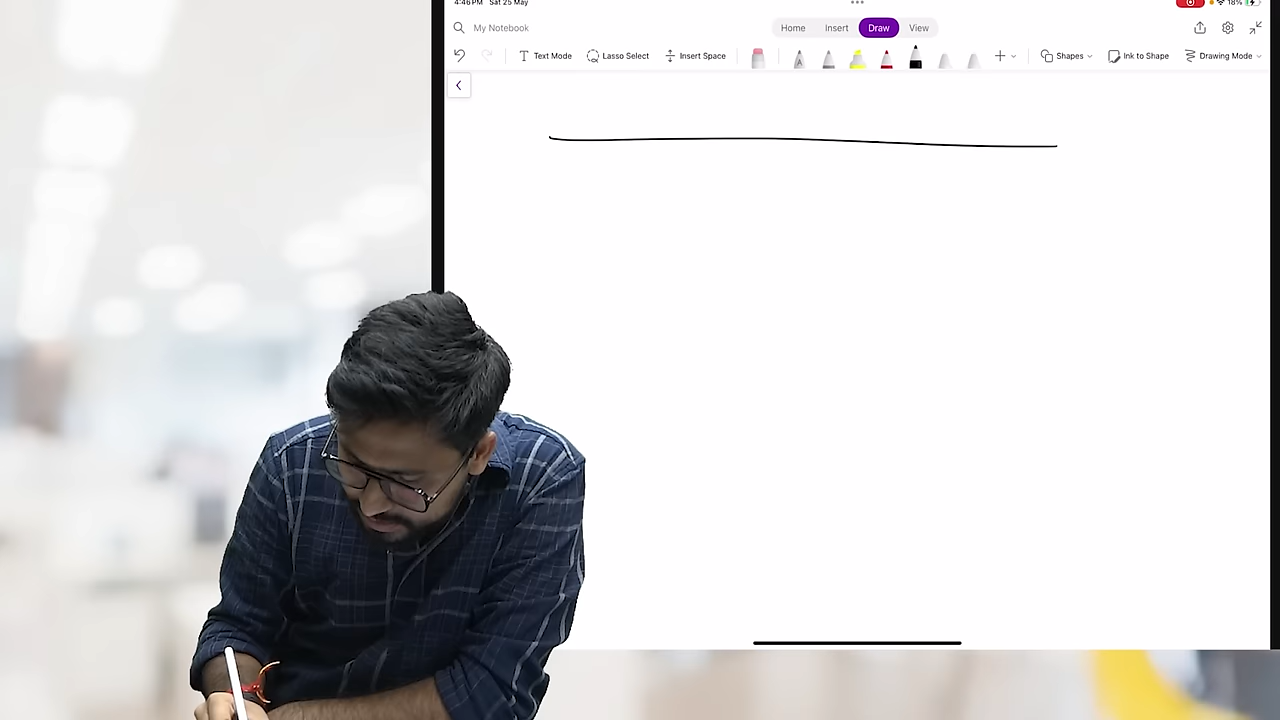 4:46 PM Sat 25 May
18%
My Notebook
Home Insert Draw View
Text Mode Lasso Select Insert Space Shapes Ink to Shape Drawing Mode